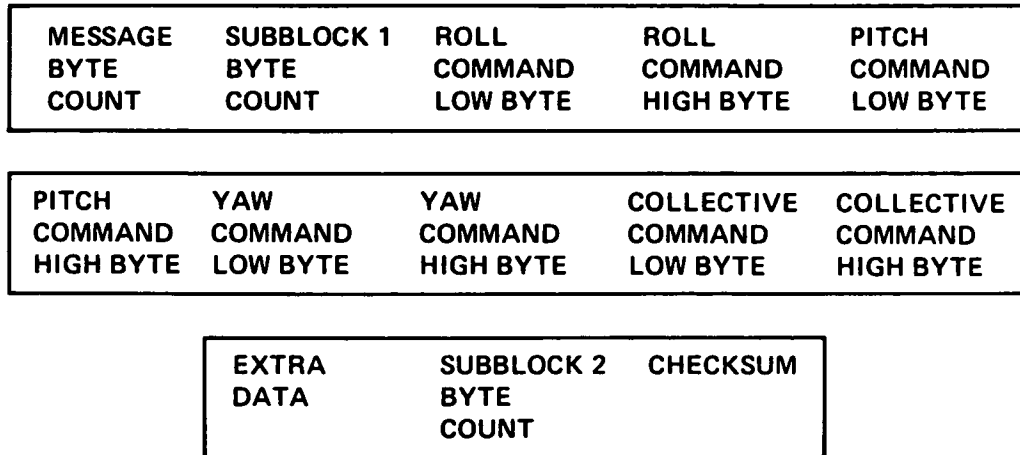 MESSAGE SUBBLOCK 1 ROLL ROLL PITCH
BYTE BYTE COMMAND COMMAND COMMAND
COUNT COUNT LOW BYTE HIGH BYTE LOW BYTE
PITCH YAW YAW COLLECTIVE COLLECTIVE
COMMAND COMMAND COMMAND COMMAND COMMAND
HIGH BYTE LOW BYTE HIGH BYTE LOW BYTE HIGH BYTE
EXTRA SUBBLOCK 2 CHECKSUM
DATA BYTE
COUNT